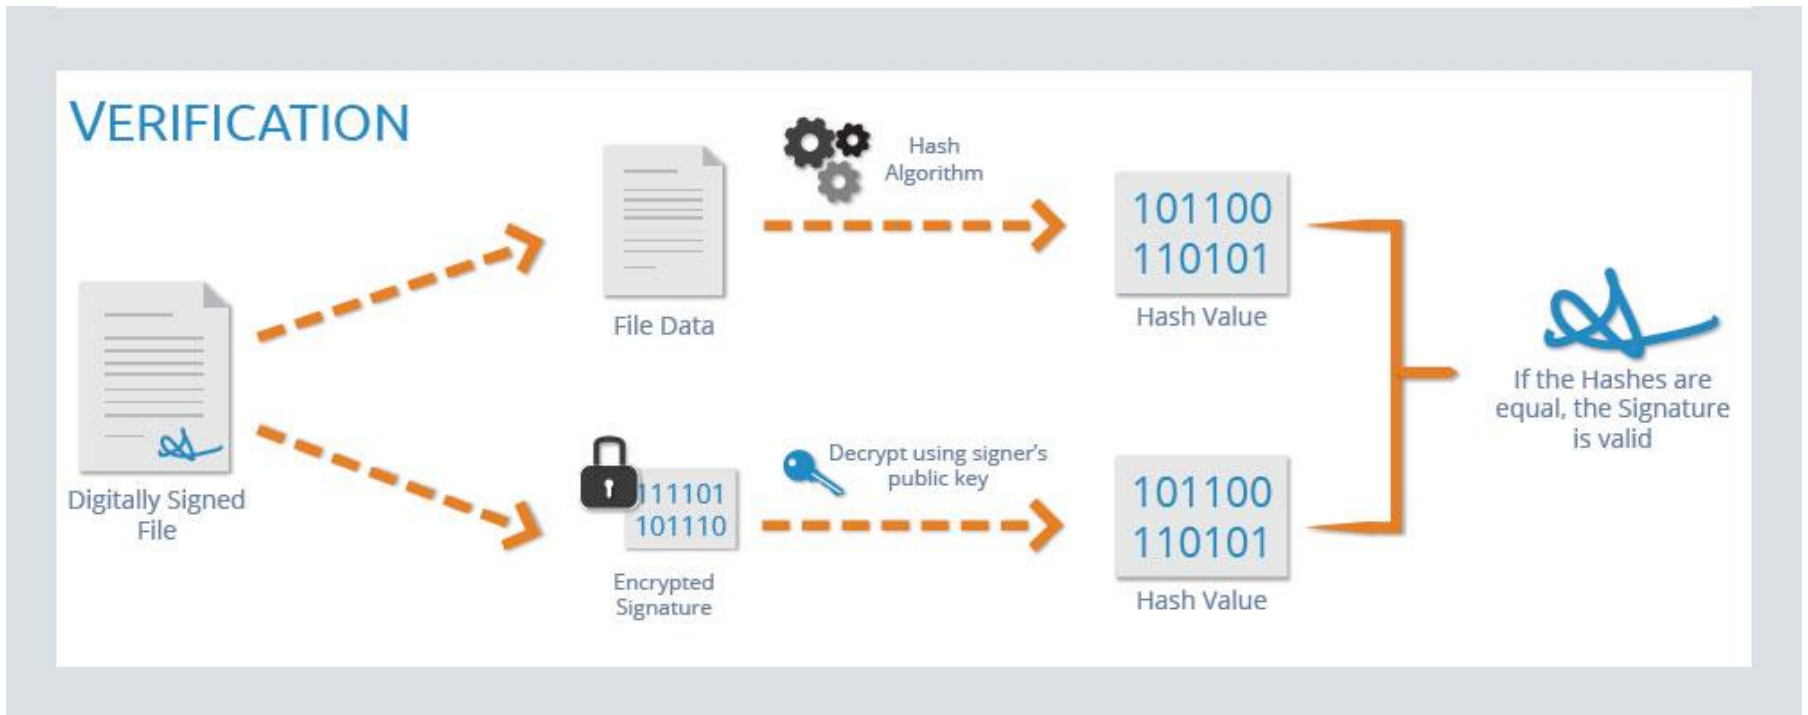 VERIFICATION
Hash
Algorithm
File Data
101100
110101
Hash Value
Digitally Signed
File
111101
101110
Encrypted
Signature
Decrypt using signer's
public key
101100
110101
Hash Value
If the Hashes are
equal, the Signature
is valid